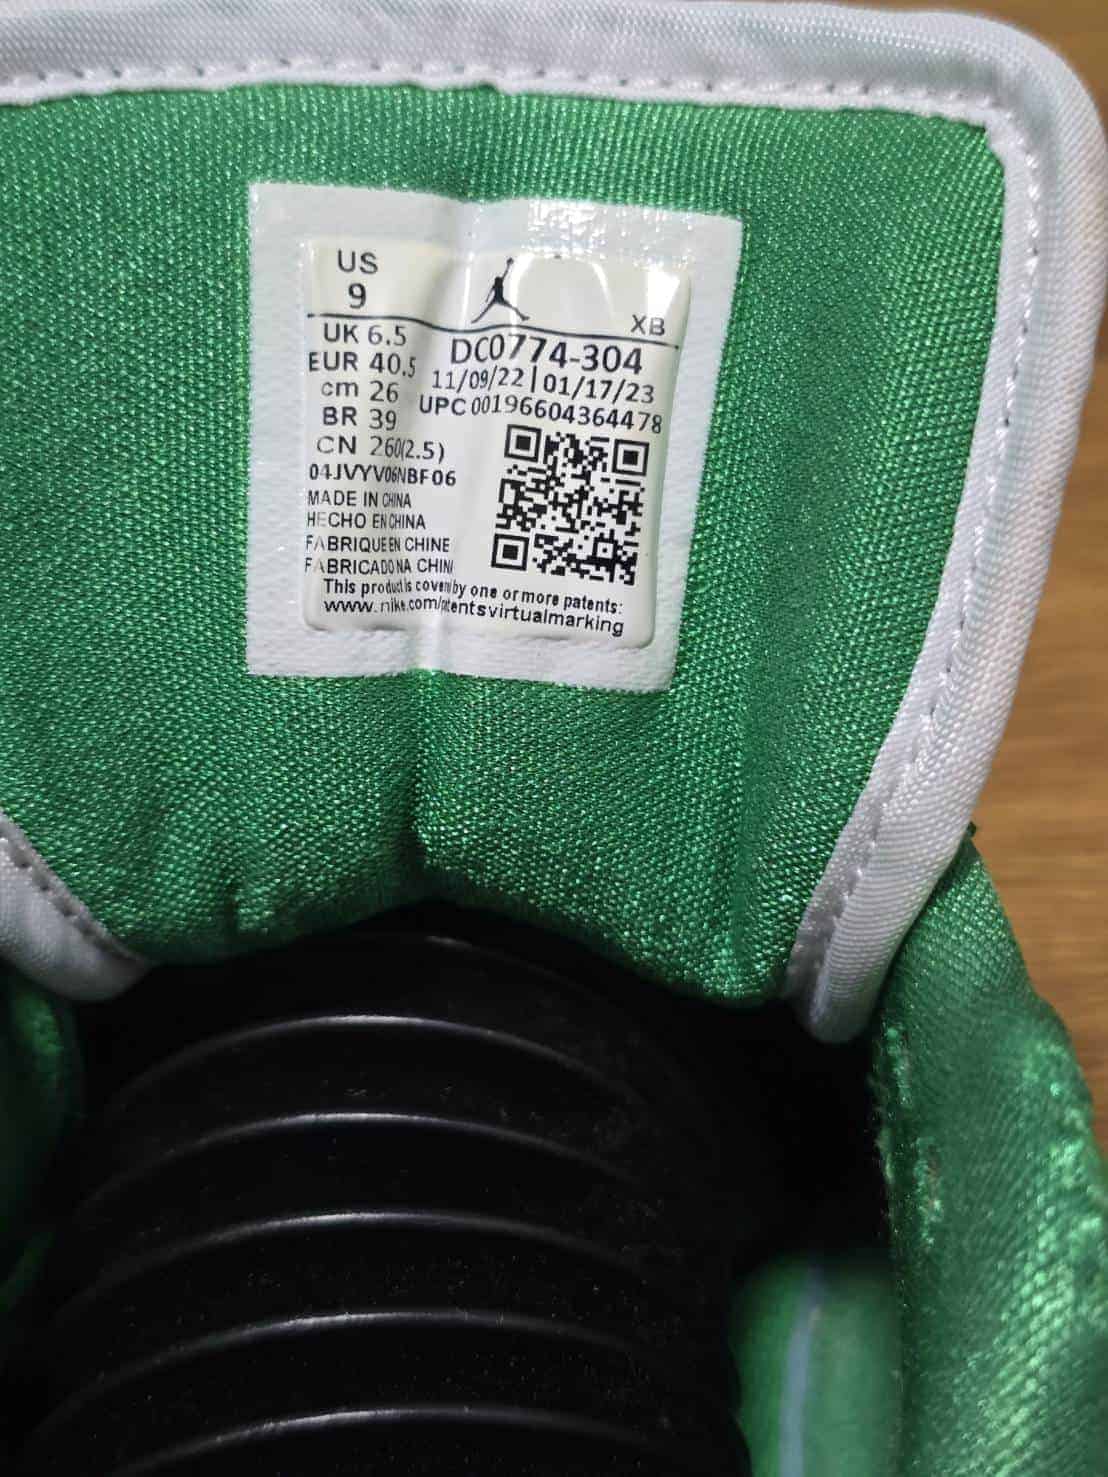 US
9
XB
UK 6.5
EUR 40.5
cm 26
BR 39
CN 260(2.5)
DC0774-304
11/09/22 | 01/17/23
UPC 00196604364478
04JVYV06NBF06
MADE IN CHINA
HECHO EN CHINA
FABRIQUE EN CHINE
FABRICADO NA CHINA
This product is covered by one or more patents:
www.nike.com/patentsvirtualmarking